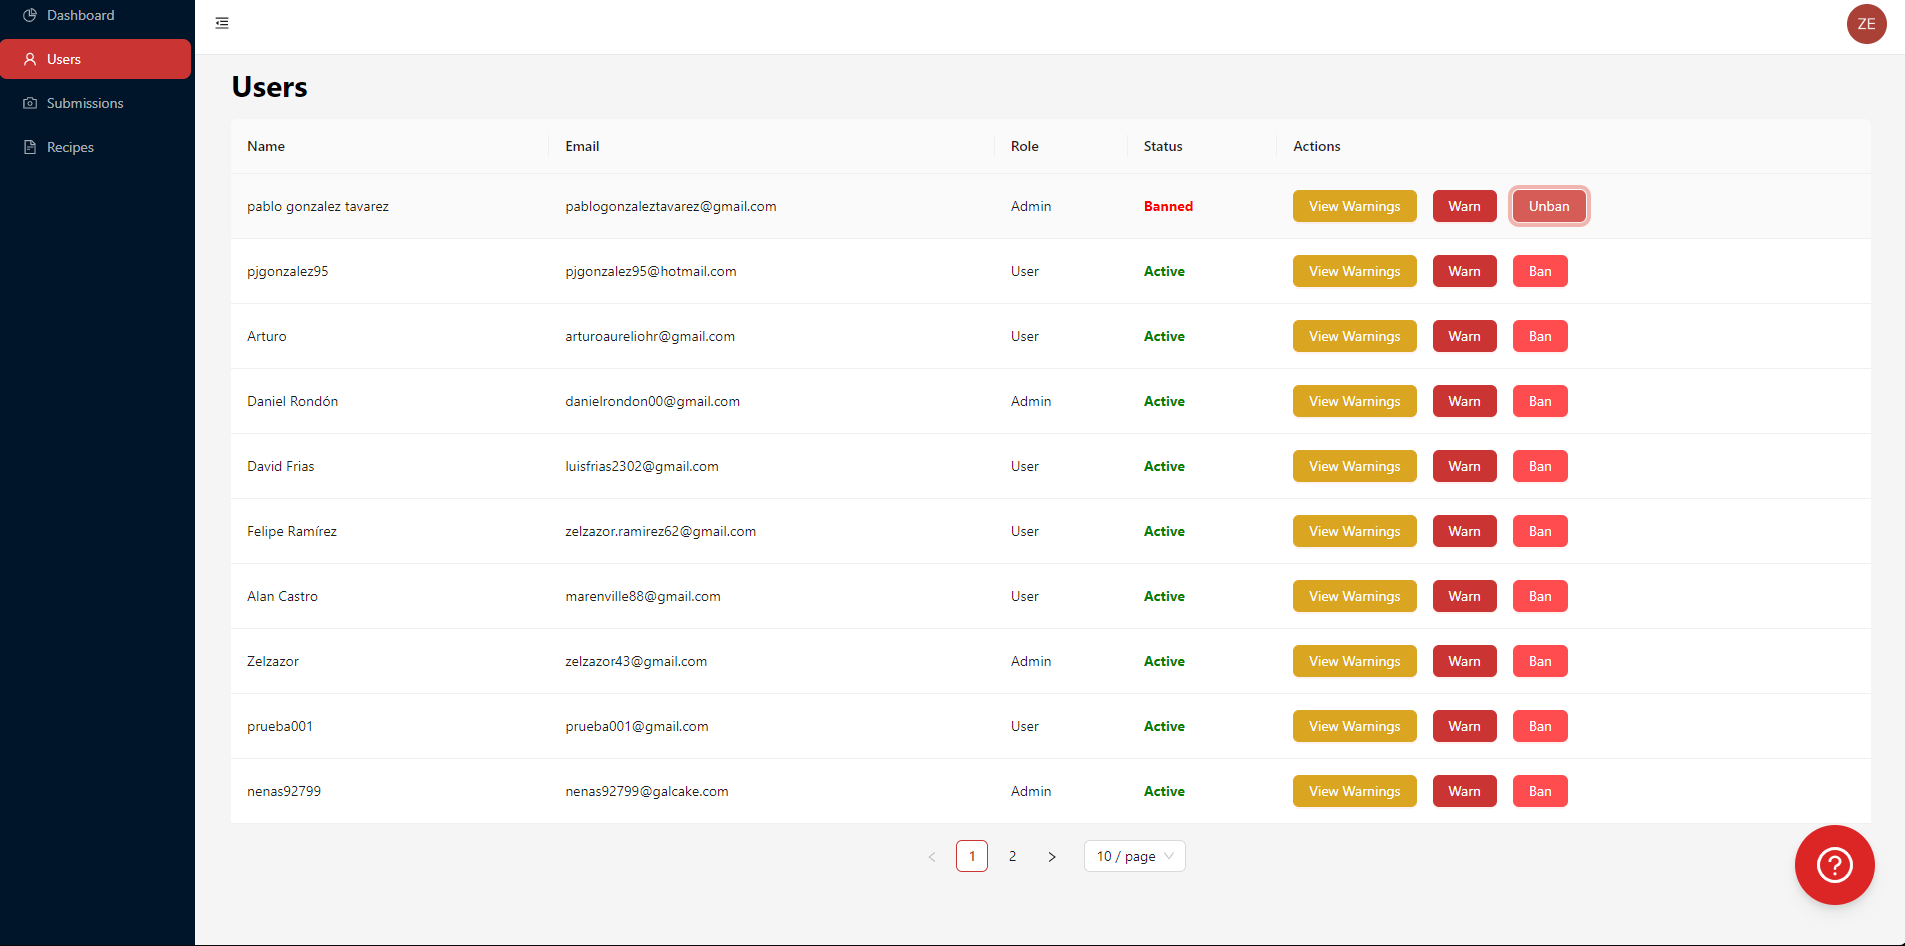 Dashboard
Users
Submissions
Recipes
ZE
Users
Name Email Role Status Actions
pablo gonzalez tavarez pablogonzaleztavarez@gmail.com Admin Banned View Warnings Warn Unban
pjgonzalez95 pjgonzalez95@hotmail.com User Active View Warnings Warn Ban
Arturo arturoaureliohr@gmail.com User Active View Warnings Warn Ban
Daniel Rondón danielrondon00@gmail.com Admin Active View Warnings Warn Ban
David Frias luisfrias2302@gmail.com User Active View Warnings Warn Ban
Felipe Ramírez zelzazor.ramirez62@gmail.com User Active View Warnings Warn Ban
Alan Castro marenville88@gmail.com User Active View Warnings Warn Ban
Zelzazor zelzazor43@gmail.com Admin Active View Warnings Warn Ban
prueba001 prueba001@gmail.com User Active View Warnings Warn Ban
nenas92799 nenas92799@galcake.com Admin Active View Warnings Warn Ban
< 1 2 > 10 / page
?